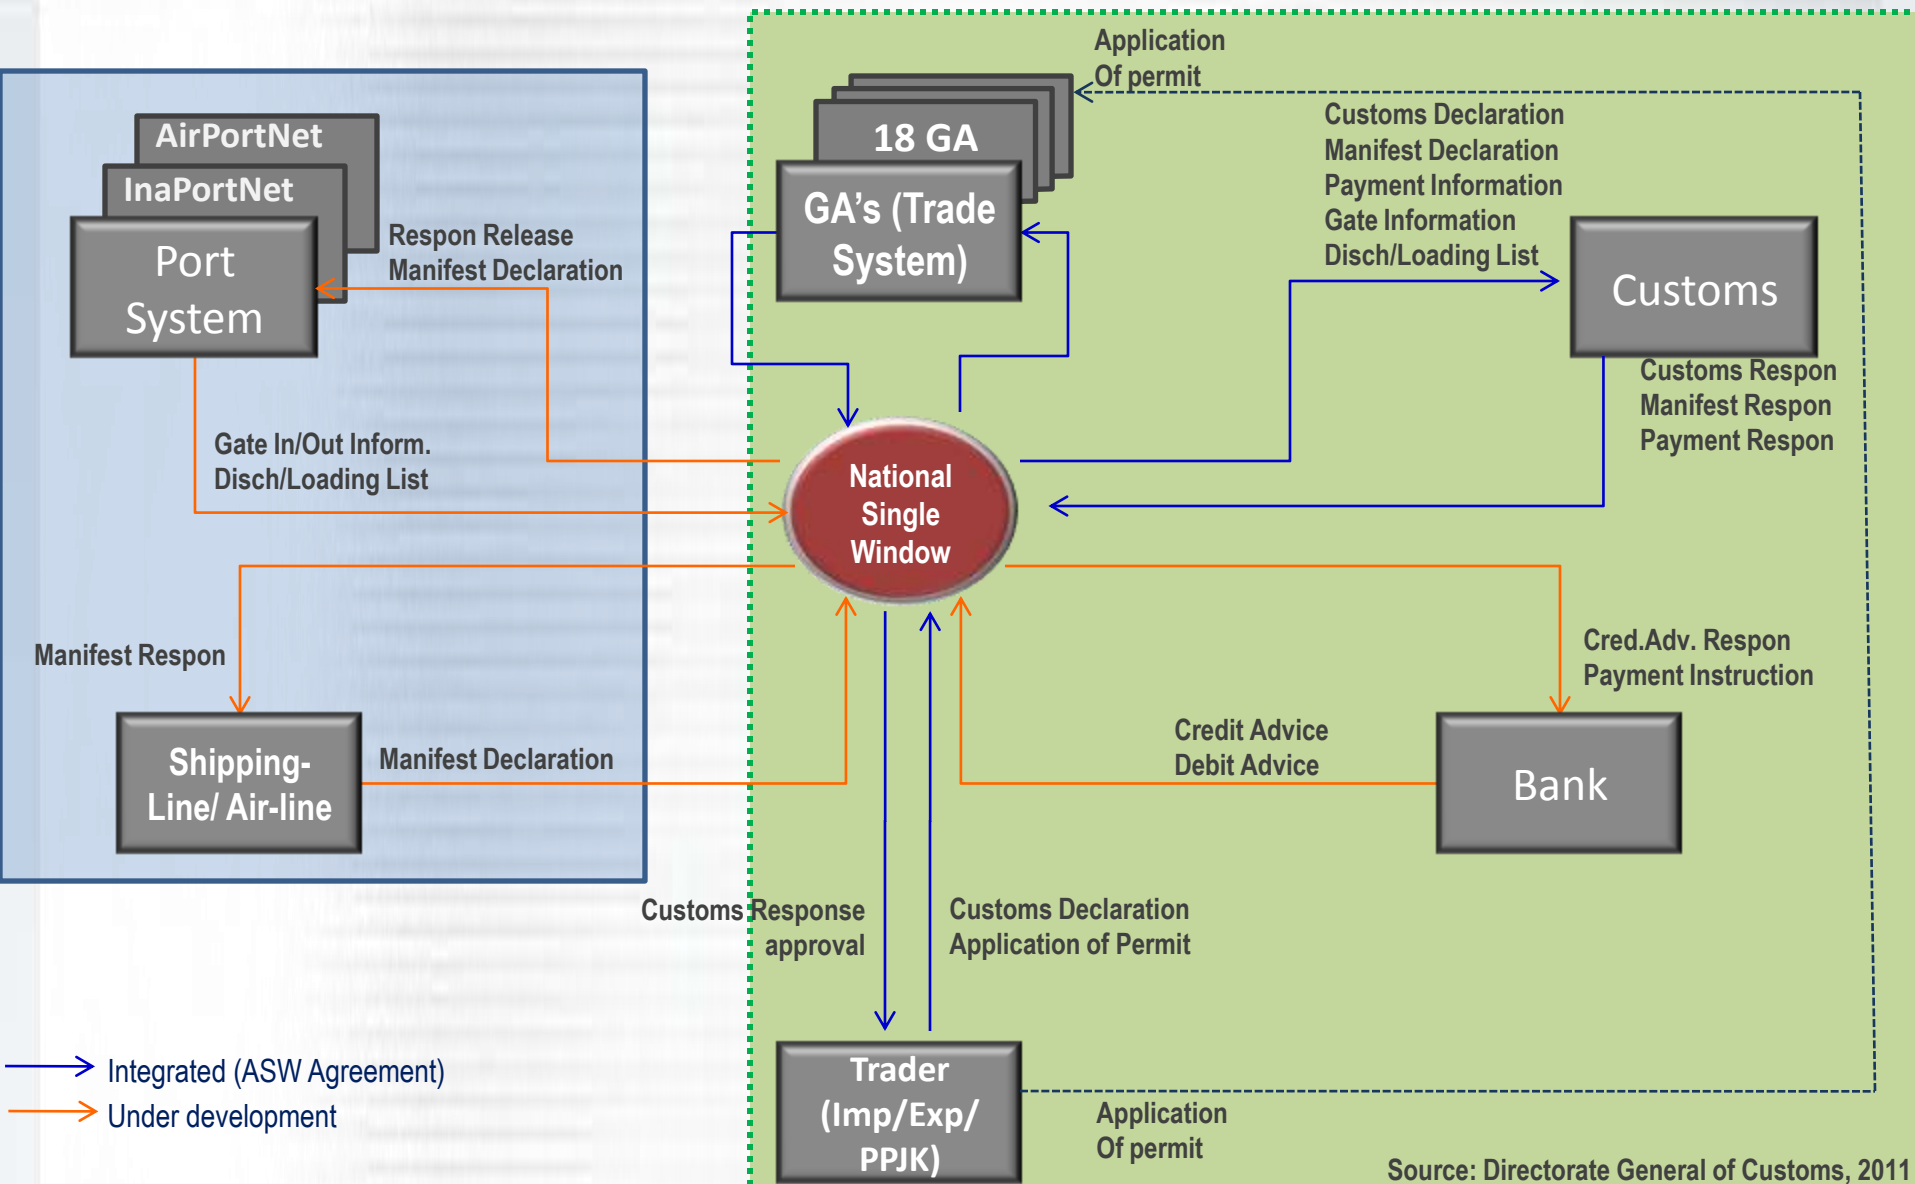 Application
Of permit
AirPortNet
InaPortNet
Port
System
Respon Release
Manifest Declaration
18 GA
GA's (Trade
System)
Customs Declaration
Manifest Declaration
Payment Information
Gate Information
Disch/Loading List
Customs
Customs Respon
Manifest Respon
Payment Respon
Gate In/Out Inform.
Disch/Loading List
National
Single
Window
Manifest Respon
Shipping-
Line/ Air-line
Manifest Declaration
Cred.Adv. Respon
Payment Instruction
Credit Advice
Debit Advice
Bank
Customs Response
approval
Customs Declaration
Application of Permit
Integrated (ASW Agreement)
Under development
Trader
(Imp/Exp/
PPJK)
Application
Of permit
Source: Directorate General of Customs, 2011